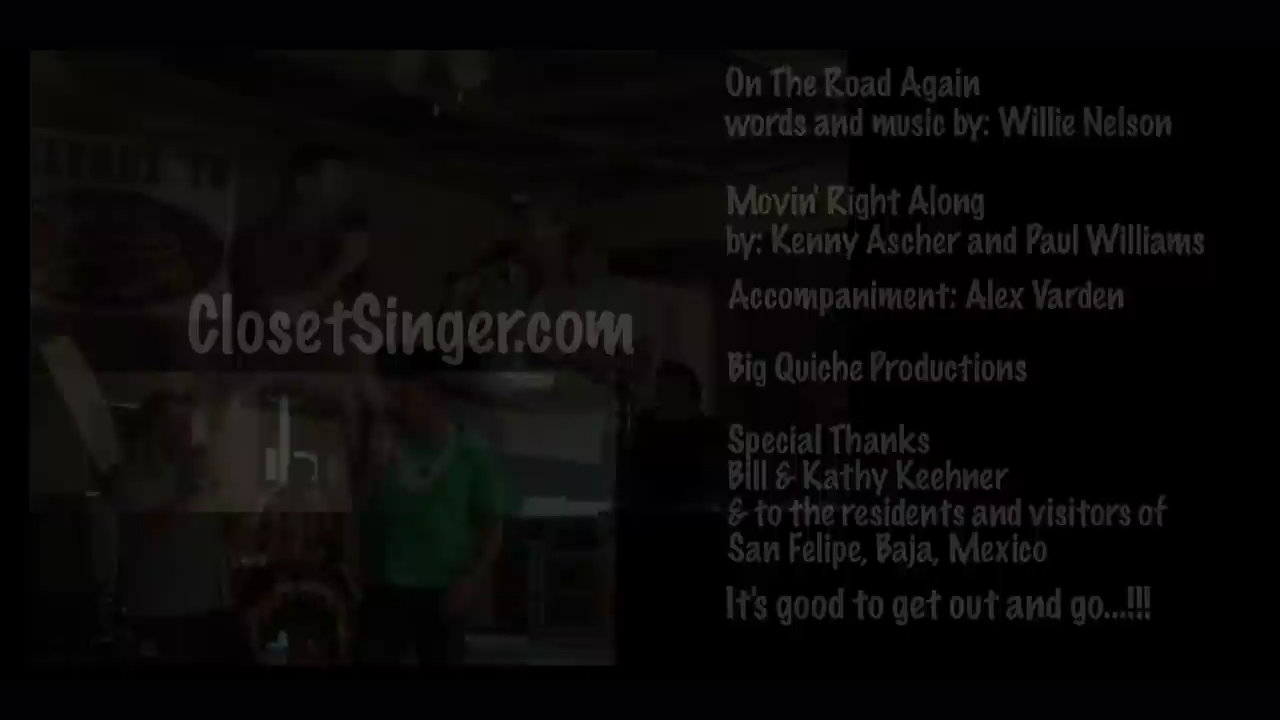 On The Road Again
words and music by: Willie Nelson
Movin' Right Along
by: Kenny Ascher and Paul Williams
Accompaniment: Alex Varden
ClosetSinger.com
Big Quiche Productions
Special Thanks
Bill & Kathy Keehner
& to the residents and visitors of
San Felipe, Baja, Mexico
It's good to get out and go...!!!